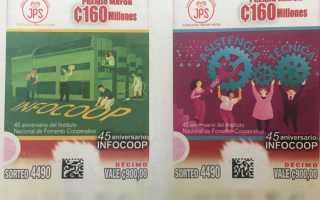 PREMIO MAYOR
JPS
₡160 Millones
INFOCOOP
45 aniversario del Instituto
Nacional de Fomento Cooperativo
45 aniversario
INFOCOOP
DÉCIMO
SORTEO 4490
VALE ₡900,00
PREMIO MAYOR
JPS
₡160 Millones
ASISTENCIA TÉCNICA
45 aniversario del Instituto
Nacional de Fomento Cooperativo
45 aniversario
INFOCOOP
DÉCIMO
SORTEO 4490
VALE ₡900,00